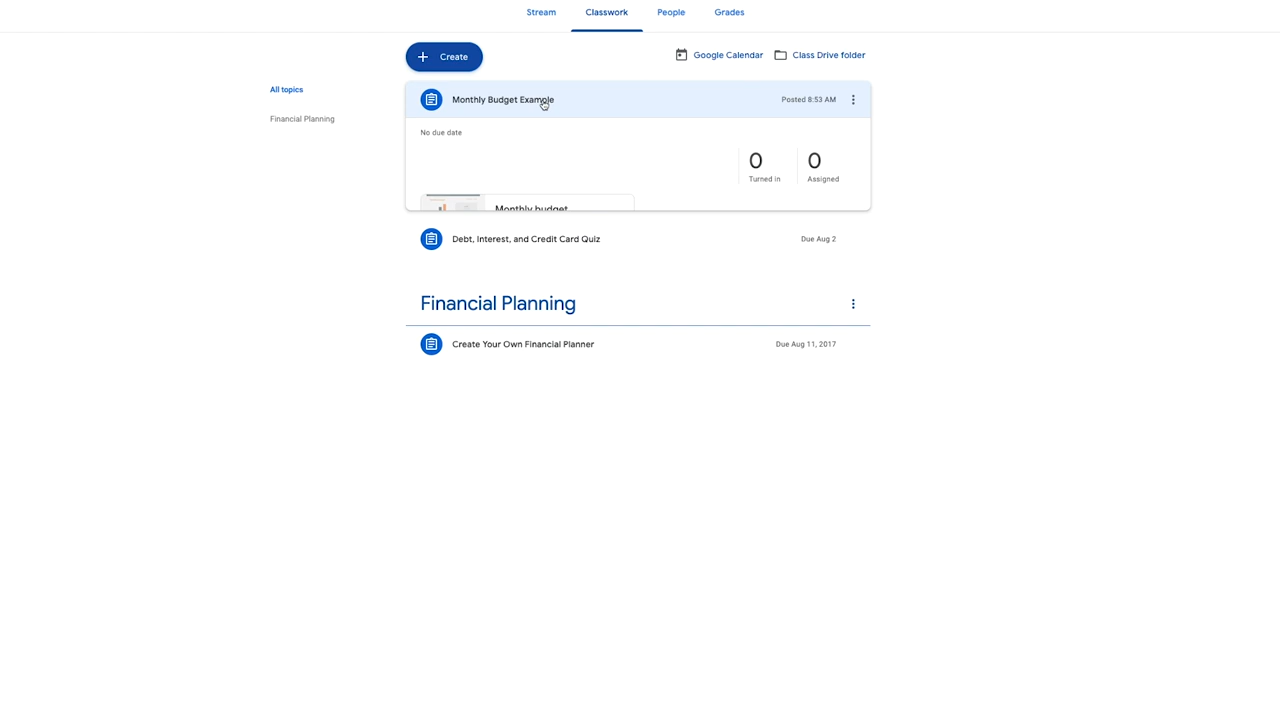 Stream
Classwork
People
Grades
Create
Google Calendar
Class Drive folder
All topics
Financial Planning
Monthly Budget Example
Posted 8:53 AM
No due date
0
Turned in
0
Assigned
Monthly budget
Debt, Interest, and Credit Card Quiz
Due Aug 2
Financial Planning
Create Your Own Financial Planner
Due Aug 11, 2017